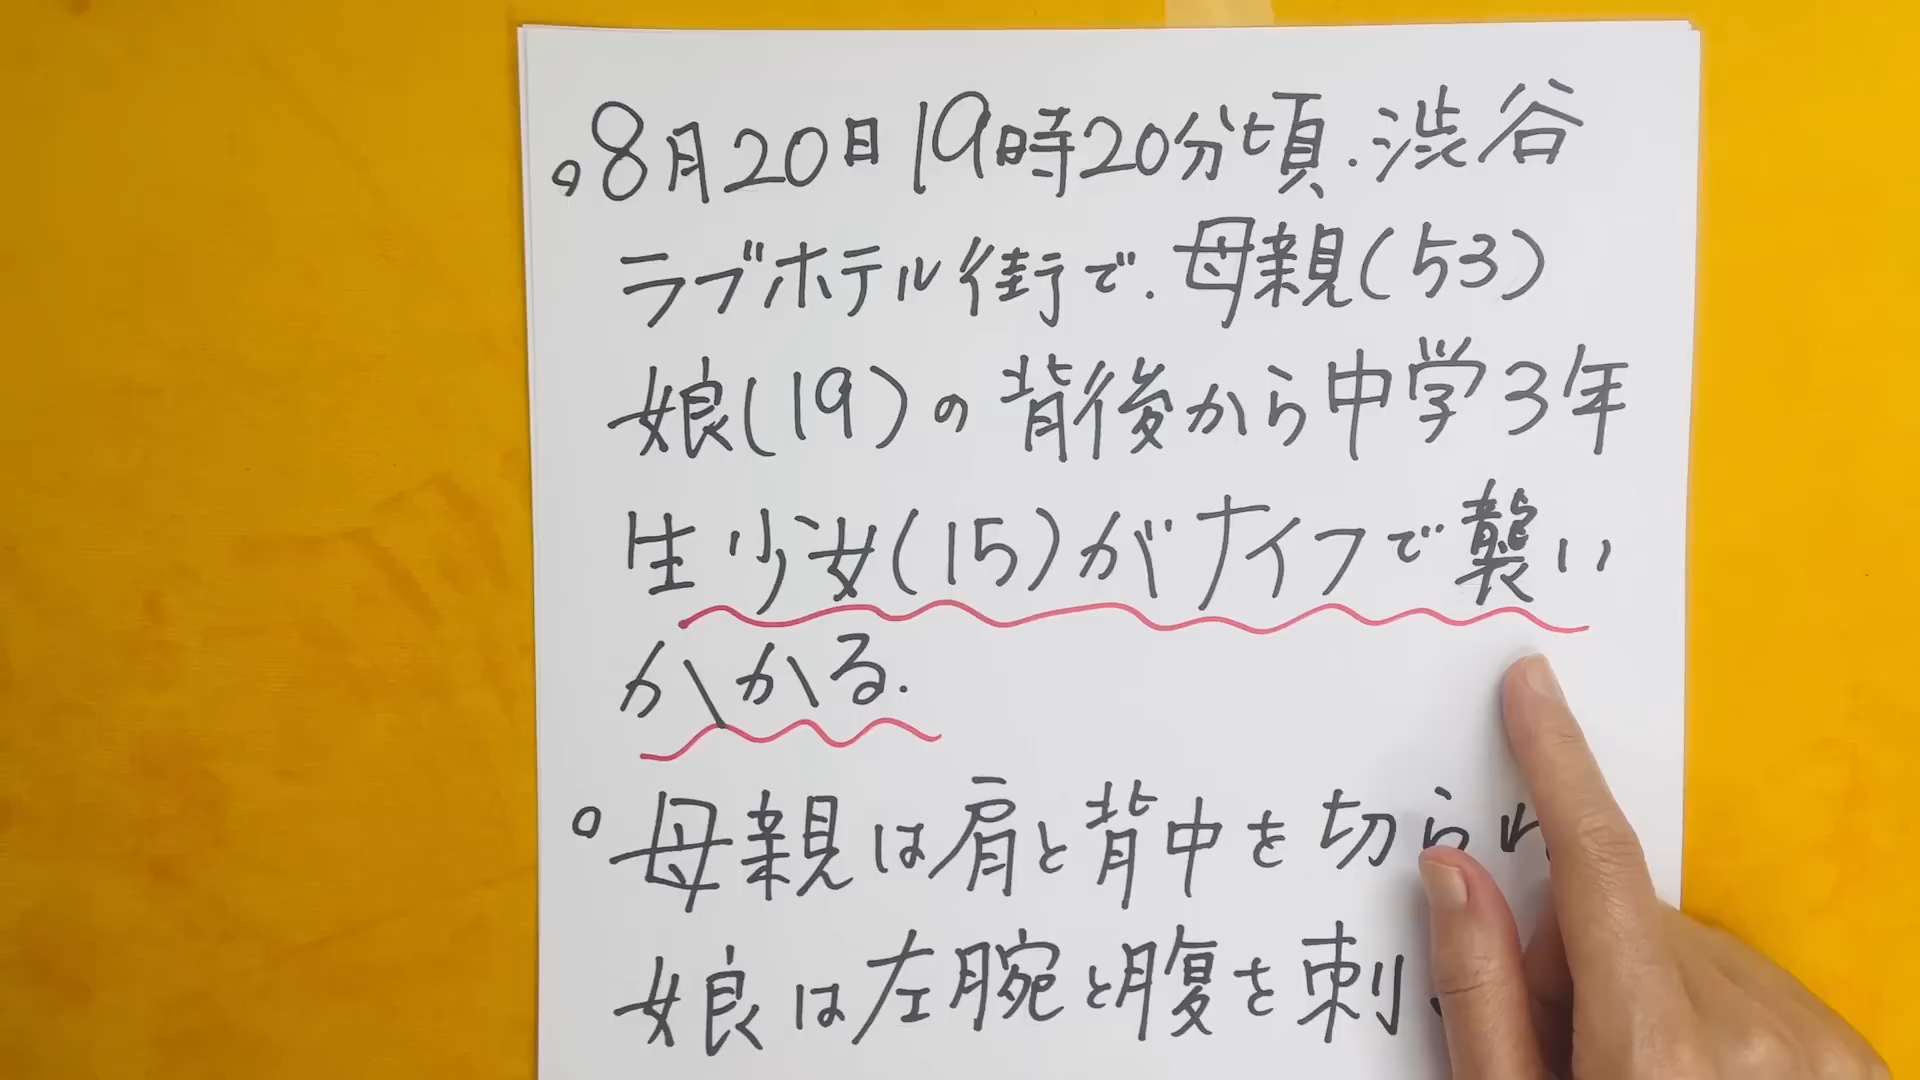 。8月20日19時20分頃.渋谷
ラブホテル街で.母親(53)
娘(19)の背後から中学3年
生少女(15)がナイフで襲い
かかる.
。母親は肩と背中を切られ
娘は左腕と腹を刺